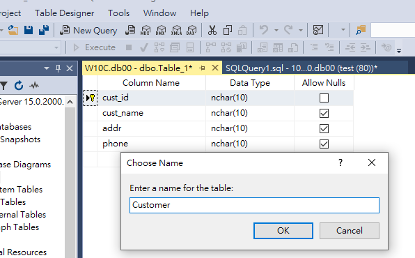 Table Designer Tools Window Help
New Query
Execute
W10C.db00 - dbo.Table_1* SQLQuery1.sql - 10...0.db00 (test (80))*
Column Name Data Type Allow Nulls
cust_id nchar(10)
cust_name nchar(10)
addr nchar(10)
phone nchar(10)
Server 15.0.2000.
tabases
Snapshots
ase Diagrams
tem Tables
Tables
ternal Tables
ph Tables
al Resources
Choose Name ?
Enter a name for the table:
Customer
OK Cancel